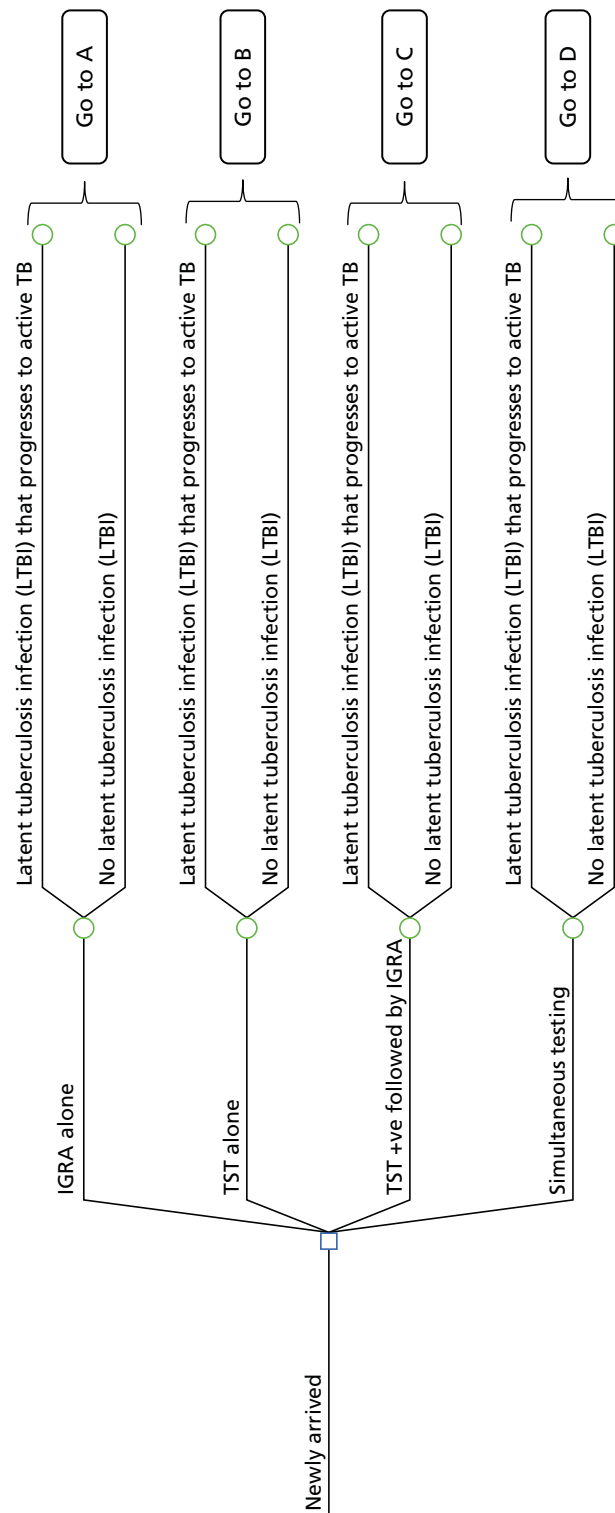 Newly arrived
IGRA alone
Latent tuberculosis infection (LTBI) that progresses to active TB
No latent tuberculosis infection (LTBI)
Go to A
TST alone
Latent tuberculosis infection (LTBI) that progresses to active TB
No latent tuberculosis infection (LTBI)
Go to B
TST +ve followed by IGRA
Latent tuberculosis infection (LTBI) that progresses to active TB
No latent tuberculosis infection (LTBI)
Go to C
Simultaneous testing
Latent tuberculosis infection (LTBI) that progresses to active TB
No latent tuberculosis infection (LTBI)
Go to D